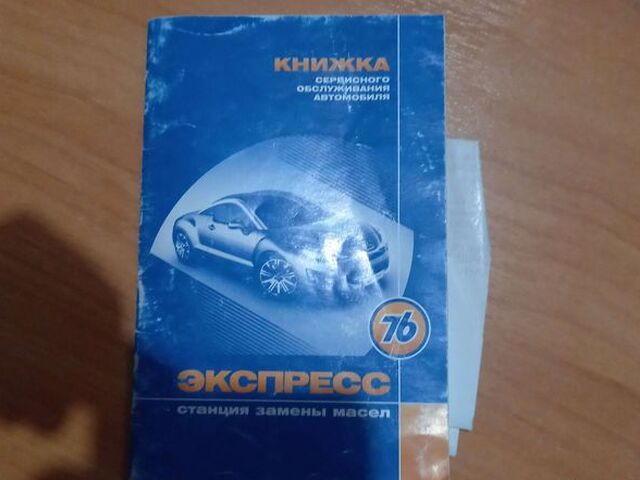 КНИЖКА
СЕРВИСНОГО
ОБСЛУЖИВАНИЯ
АВТОМОБИЛЯ
76
ЭКСПРЕСС
станция замены масел